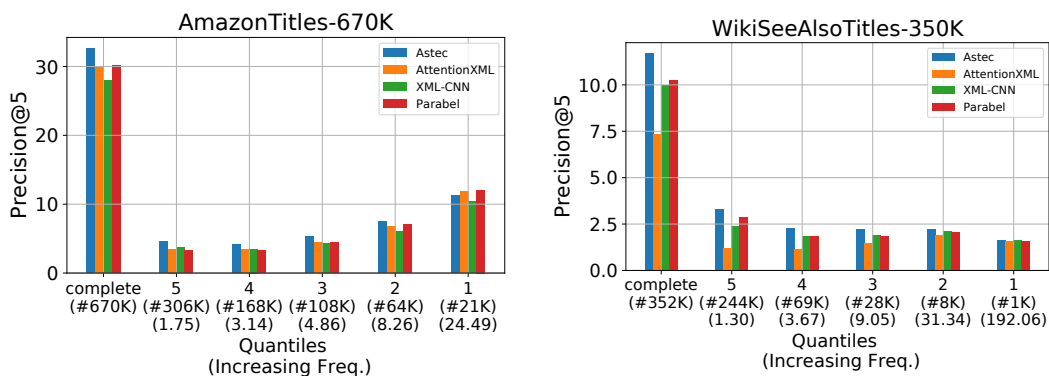 AmazonTitles-670K
Precision@5
30
20
10
0
Astec
AttentionXML
XML-CNN
Parabel
complete 5 4 3 2 1
(#670K) (#306K) (#168K) (#108K) (#64K) (#21K)
(1.75) (3.14) (4.86) (8.26) (24.49)
Quantiles
(Increasing Freq.)
WikiSeeAlsoTitles-350K
Precision@5
10.0
7.5
5.0
2.5
0.0
Astec
AttentionXML
XML-CNN
Parabel
complete 5 4 3 2 1
(#352K) (#244K) (#69K) (#28K) (#8K) (#1K)
(1.30) (3.67) (9.05) (31.34) (192.06)
Quantiles
(Increasing Freq.)